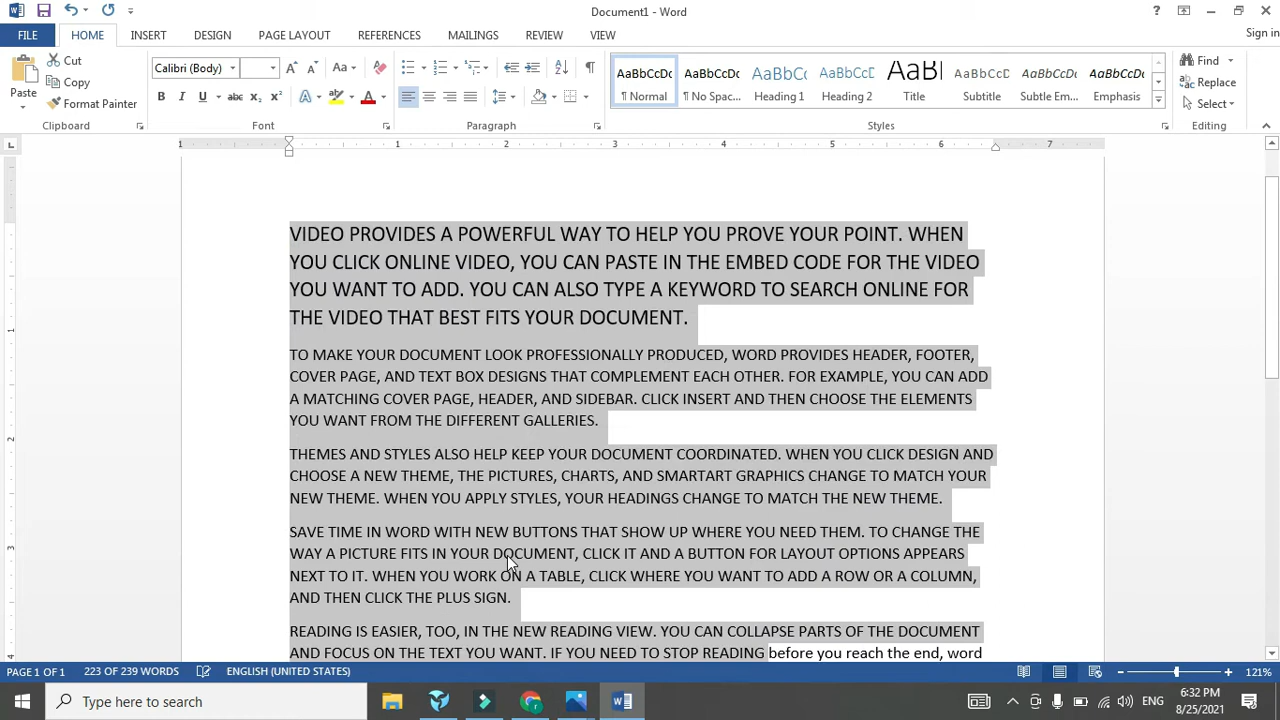 Document1 - Word
? 
Sign in
FILE HOME INSERT DESIGN PAGE LAYOUT REFERENCES MAILINGS REVIEW VIEW
Paste
Cut
Copy
Format Painter
Clipboard
Calibri (Body)
Aa
B I U abc x₂ x² A A
Font
Paragraph
AaBbCcDc AaBbCcDc AaBbCc AaBbCcC AaBl AaBbCcD AaBbCcDc AaBbCcDc
¶ Normal ¶ No Spac... Heading 1 Heading 2 Title Subtitle Subtle Em... Emphasis
Styles
Find
Replace
Select
Editing
1 1 2 3 4 5 6 7
VIDEO PROVIDES A POWERFUL WAY TO HELP YOU PROVE YOUR POINT. WHEN
YOU CLICK ONLINE VIDEO, YOU CAN PASTE IN THE EMBED CODE FOR THE VIDEO
YOU WANT TO ADD. YOU CAN ALSO TYPE A KEYWORD TO SEARCH ONLINE FOR
THE VIDEO THAT BEST FITS YOUR DOCUMENT.
TO MAKE YOUR DOCUMENT LOOK PROFESSIONALLY PRODUCED, WORD PROVIDES HEADER, FOOTER,
COVER PAGE, AND TEXT BOX DESIGNS THAT COMPLEMENT EACH OTHER. FOR EXAMPLE, YOU CAN ADD
A MATCHING COVER PAGE, HEADER, AND SIDEBAR. CLICK INSERT AND THEN CHOOSE THE ELEMENTS
YOU WANT FROM THE DIFFERENT GALLERIES.
THEMES AND STYLES ALSO HELP KEEP YOUR DOCUMENT COORDINATED. WHEN YOU CLICK DESIGN AND
CHOOSE A NEW THEME, THE PICTURES, CHARTS, AND SMARTART GRAPHICS CHANGE TO MATCH YOUR
NEW THEME. WHEN YOU APPLY STYLES, YOUR HEADINGS CHANGE TO MATCH THE NEW THEME.
SAVE TIME IN WORD WITH NEW BUTTONS THAT SHOW UP WHERE YOU NEED THEM. TO CHANGE THE
WAY A PICTURE FITS IN YOUR DOCUMENT, CLICK IT AND A BUTTON FOR LAYOUT OPTIONS APPEARS
NEXT TO IT. WHEN YOU WORK ON A TABLE, CLICK WHERE YOU WANT TO ADD A ROW OR A COLUMN,
AND THEN CLICK THE PLUS SIGN.
READING IS EASIER, TOO, IN THE NEW READING VIEW. YOU CAN COLLAPSE PARTS OF THE DOCUMENT
AND FOCUS ON THE TEXT YOU WANT. IF YOU NEED TO STOP READING before you reach the end, word
PAGE 1 OF 1 223 OF 239 WORDS ENGLISH (UNITED STATES) 121%
Type here to search
ENG
6:32 PM
8/25/2021